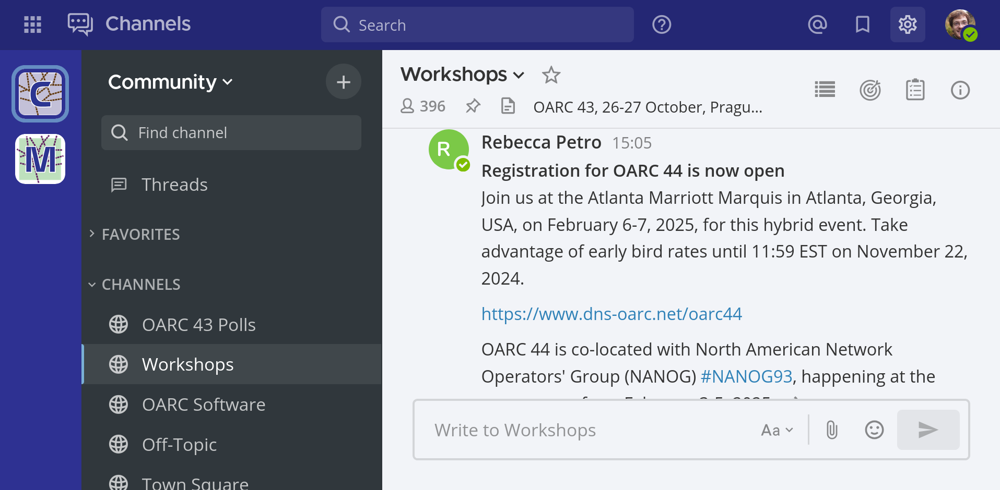 Channels
Search
C
M
Community
Find channel
Threads
FAVORITES
CHANNELS
OARC 43 Polls
Workshops
OARC Software
Off-Topic
Town Square
Workshops
396
OARC 43, 26-27 October, Pragu...
R
Rebecca Petro 15:05
Registration for OARC 44 is now open
Join us at the Atlanta Marriott Marquis in Atlanta, Georgia,
USA, on February 6-7, 2025, for this hybrid event. Take
advantage of early bird rates until 11:59 EST on November 22,
2024.
https://www.dns-oarc.net/oarc44
OARC 44 is co-located with North American Network
Operators' Group (NANOG) #NANOG93, happening at the
Write to Workshops
Aa